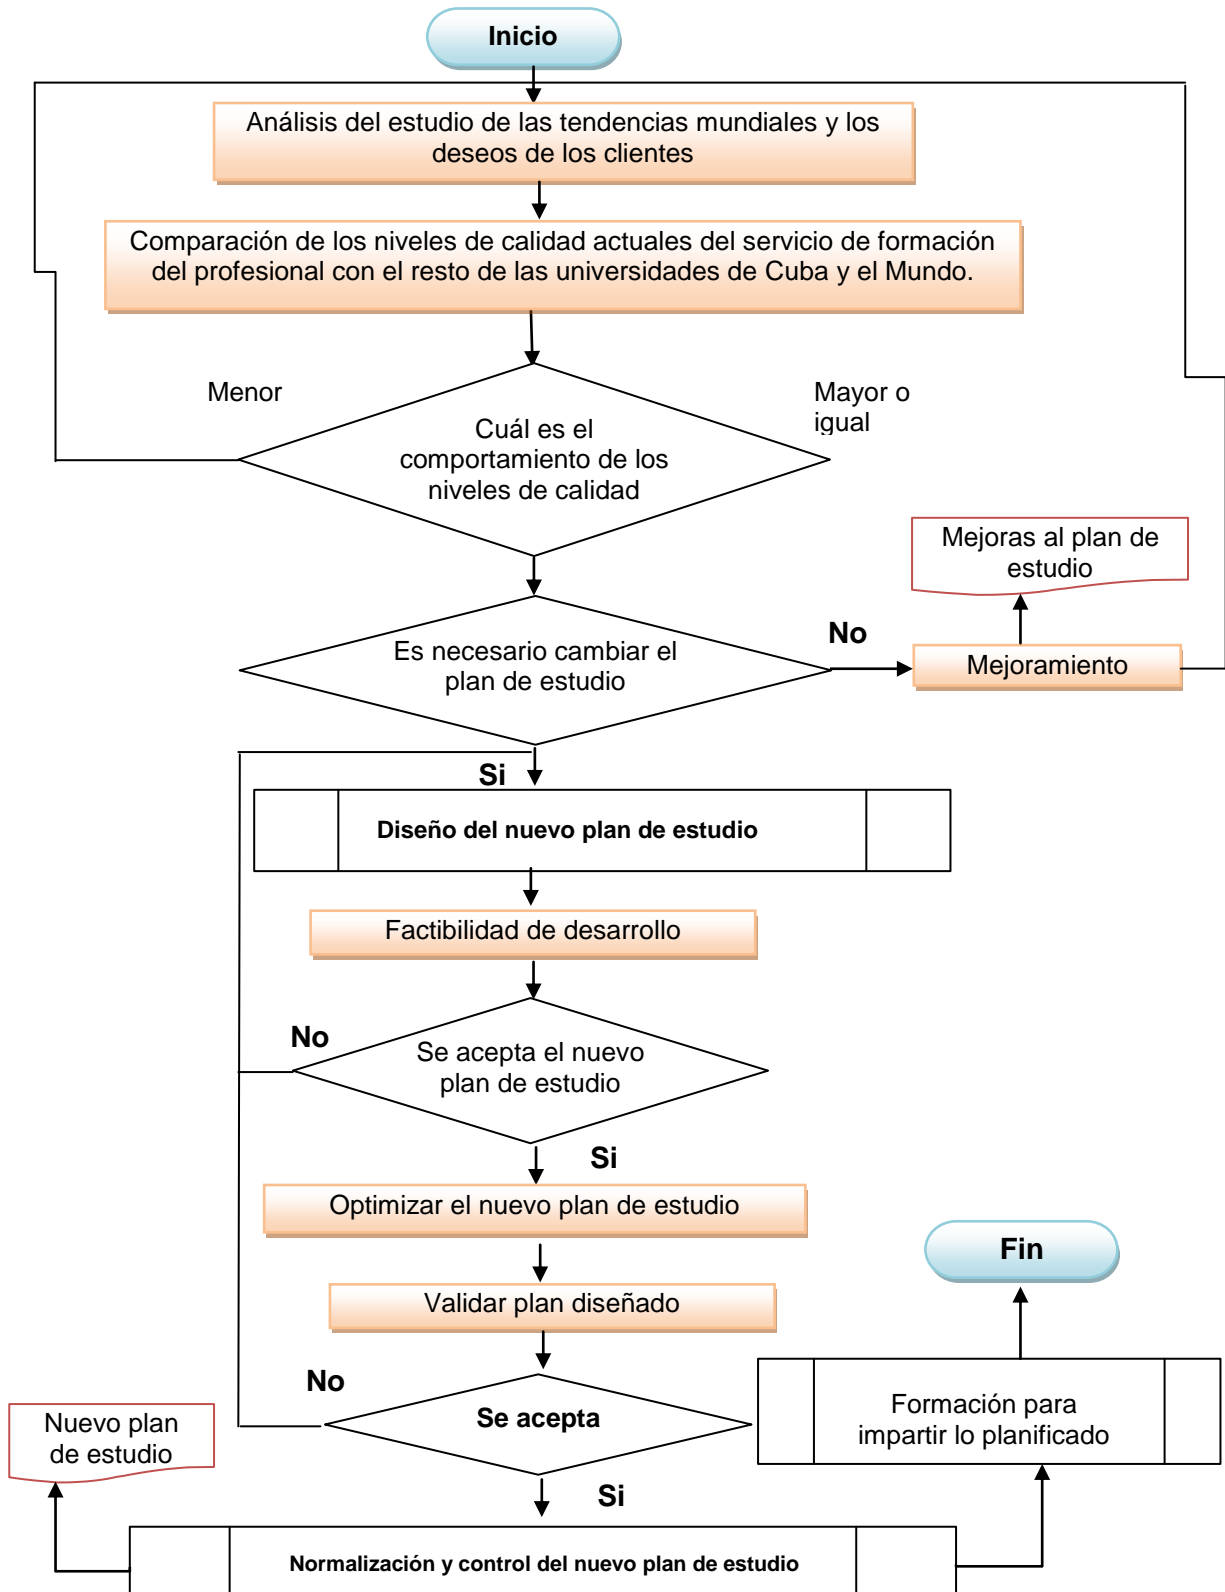 Inicio
Análisis del estudio de las tendencias mundiales y los
deseos de los clientes
Comparación de los niveles de calidad actuales del servicio de formación
del profesional con el resto de las universidades de Cuba y el Mundo.
Menor
Mayor o
igual
Cuál es el
comportamiento de los
niveles de calidad
Mejoras al plan de
estudio
Es necesario cambiar el
plan de estudio
No
Mejoramiento
Si
Diseño del nuevo plan de estudio
Factibilidad de desarrollo
No
Se acepta el nuevo
plan de estudio
Si
Optimizar el nuevo plan de estudio
Fin
Validar plan diseñado
No
Se acepta
Formación para
impartir lo planificado
Nuevo plan
de estudio
Si
Normalización y control del nuevo plan de estudio